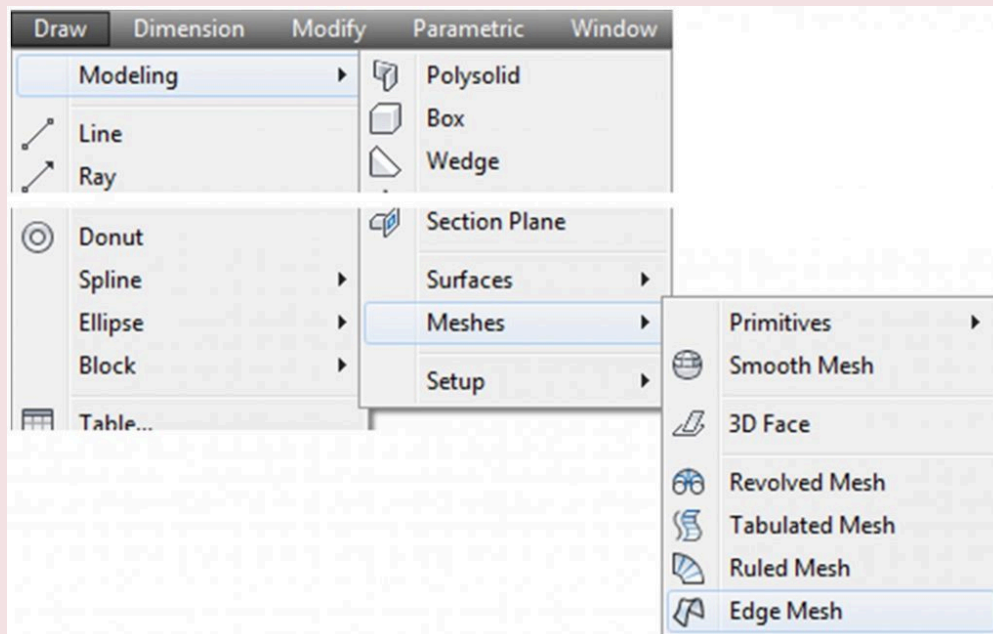 Draw Dimension Modify Parametric Window
Modeling
Line
Ray
Donut
Spline
Ellipse
Block
Table...
Polysolid
Box
Wedge
Section Plane
Surfaces
Meshes
Setup
Primitives
Smooth Mesh
3D Face
Revolved Mesh
Tabulated Mesh
Ruled Mesh
Edge Mesh